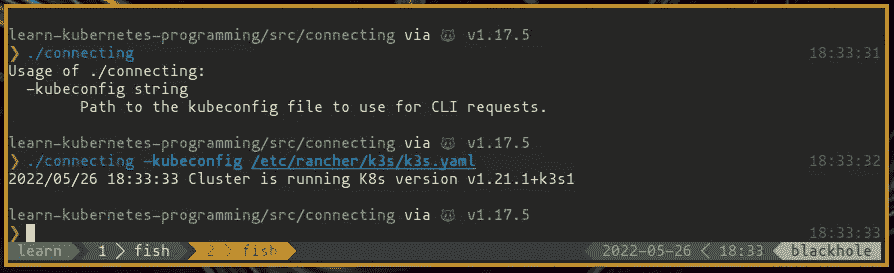 learn-kubernetes-programming/src/connecting via 🐹 v1.17.5
❯ ./connecting 18:33:31
Usage of ./connecting:
-kubeconfig string
Path to the kubeconfig file to use for CLI requests.
learn-kubernetes-programming/src/connecting via 🐹 v1.17.5
❯ ./connecting -kubeconfig /etc/rancher/k3s/k3s.yaml 18:33:32
2022/05/26 18:33:33 Cluster is running K8s version v1.21.1+k3s1
learn-kubernetes-programming/src/connecting via 🐹 v1.17.5
❯ 18:33:33
learn 1 > fish 2 > fish 2022-05-26 < 18:33 blackhole